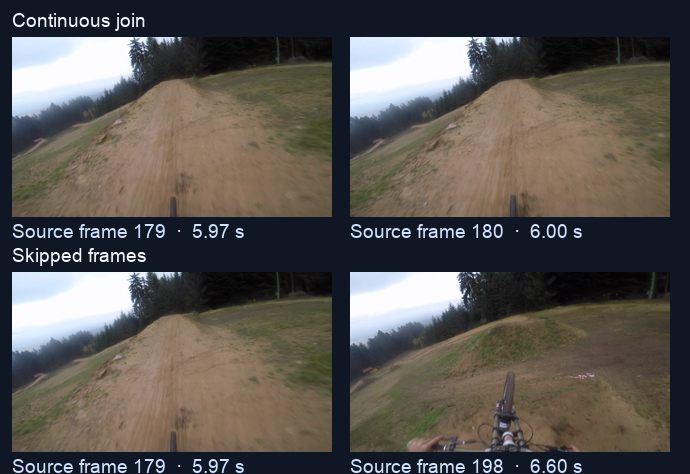 Continuous join
Source frame 179 · 5.97 s
Source frame 180 · 6.00 s
Skipped frames
Source frame 179 · 5.97 s
Source frame 198 · 6.60 s